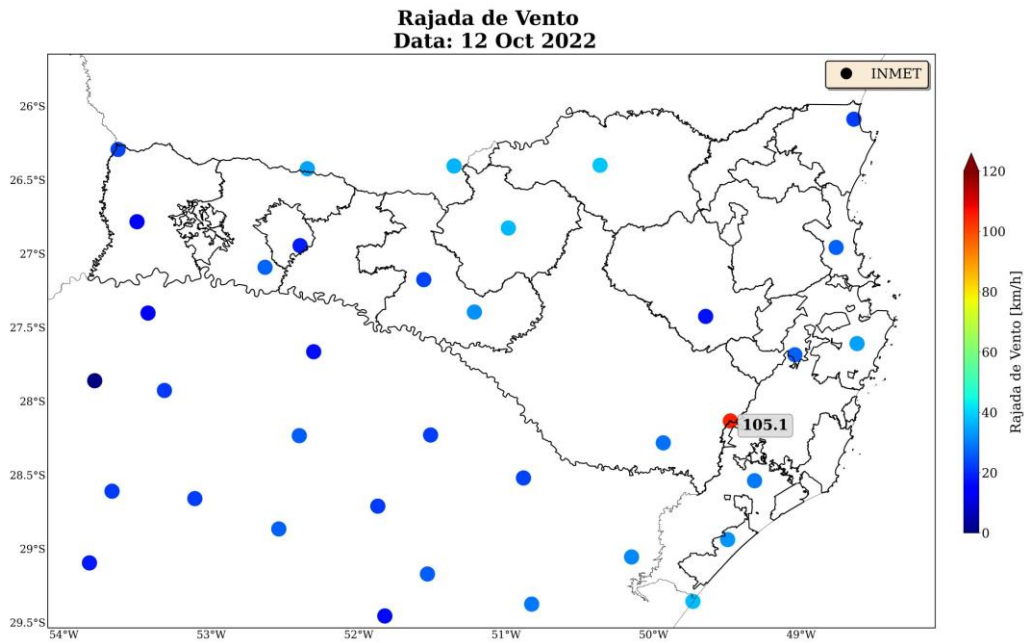 Rajada de Vento
Data: 12 Oct 2022
INMET
26°S
26.5°S
27°S
27.5°S
28°S
28.5°S
29°S
29.5°S
54°W
53°W
52°W
51°W
50°W
49°W
105.1
120
100
80
60
40
20
0
Rajada de Vento [km/h]